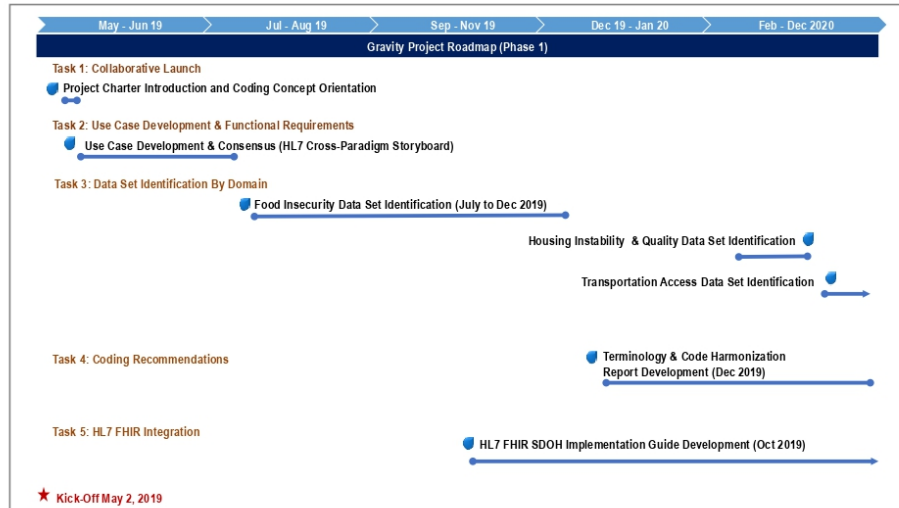 May - Jun 19
Jul - Aug 19
Sep - Nov 19
Dec 19 - Jan 20
Feb - Dec 2020
Gravity Project Roadmap (Phase 1)
Task 1: Collaborative Launch
Project Charter Introduction and Coding Concept Orientation
Task 2: Use Case Development & Functional Requirements
Use Case Development & Consensus (HL7 Cross-Paradigm Storyboard)
Task 3: Data Set Identification By Domain
Food Insecurity Data Set Identification (July to Dec 2019)
Housing Instability & Quality Data Set Identification
Transportation Access Data Set Identification
Task 4: Coding Recommendations
Terminology & Code Harmonization
Report Development (Dec 2019)
Task 5: HL7 FHIR Integration
HL7 FHIR SDOH Implementation Guide Development (Oct 2019)
Kick-Off May 2, 2019